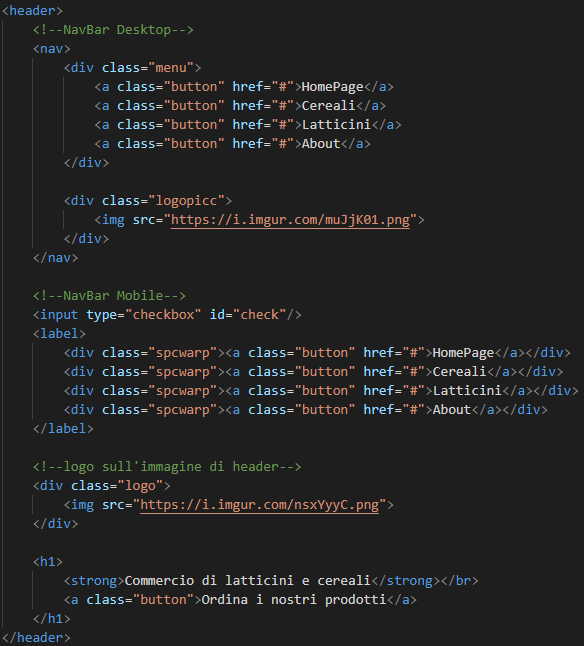 <header>
<!--NavBar Desktop-->
<nav>
<div class="menu">
<a class="button" href="#">HomePage</a>
<a class="button" href="#">Cereali</a>
<a class="button" href="#">Latticini</a>
<a class="button" href="#">About</a>
</div>
<div class="logopicc">
<img src="https://i.imgur.com/muJjK01.png">
</div>
</nav>
<!--NavBar Mobile-->
<input type="checkbox" id="check"/>
<label>
<div class="spcwarp"><a class="button" href="#">HomePage</a></div>
<div class="spcwarp"><a class="button" href="#">Cereali</a></div>
<div class="spcwarp"><a class="button" href="#">Latticini</a></div>
<div class="spcwarp"><a class="button" href="#">About</a></div>
</label>
<!--logo sull'immagine di header-->
<div class="logo">
<img src="https://i.imgur.com/nsxYyyC.png">
</div>
<h1>
<strong>Commercio di latticini e cereali</strong></br>
<a class="button">Ordina i nostri prodotti</a>
</h1>
</header>